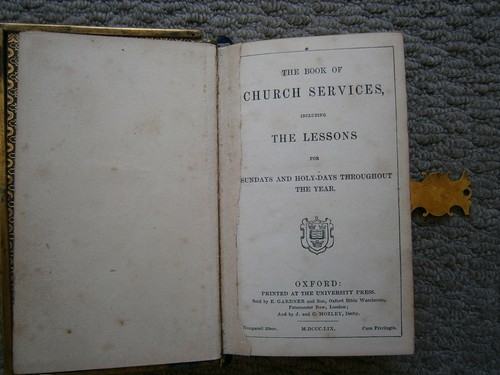 THE BOOK OF
CHURCH SERVICES,
INCLUDING
THE LESSONS
FOR
SUNDAYS AND HOLY-DAYS THROUGHOUT
THE YEAR.
OXFORD:
PRINTED AT THE UNIVERSITY PRESS.
Sold by E. GARDNER and Son, Oxford Bible Warehouse,
Paternoster Row, London;
And by J. and C. MOZLEY, Derby.
M.DCCC.LIX. Cum Privilegio.